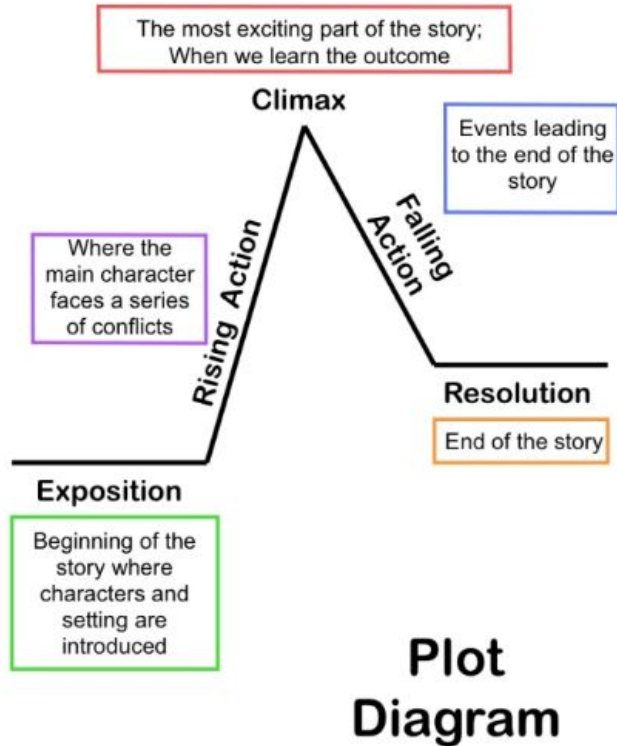 The most exciting part of the story;
When we learn the outcome
Climax
Events leading
to the end of the
story
Falling
Action
Where the
main character
faces a series
of conflicts
Rising Action
Resolution
End of the story
Exposition
Beginning of the
story where
characters and
setting are
introduced
Plot
Diagram